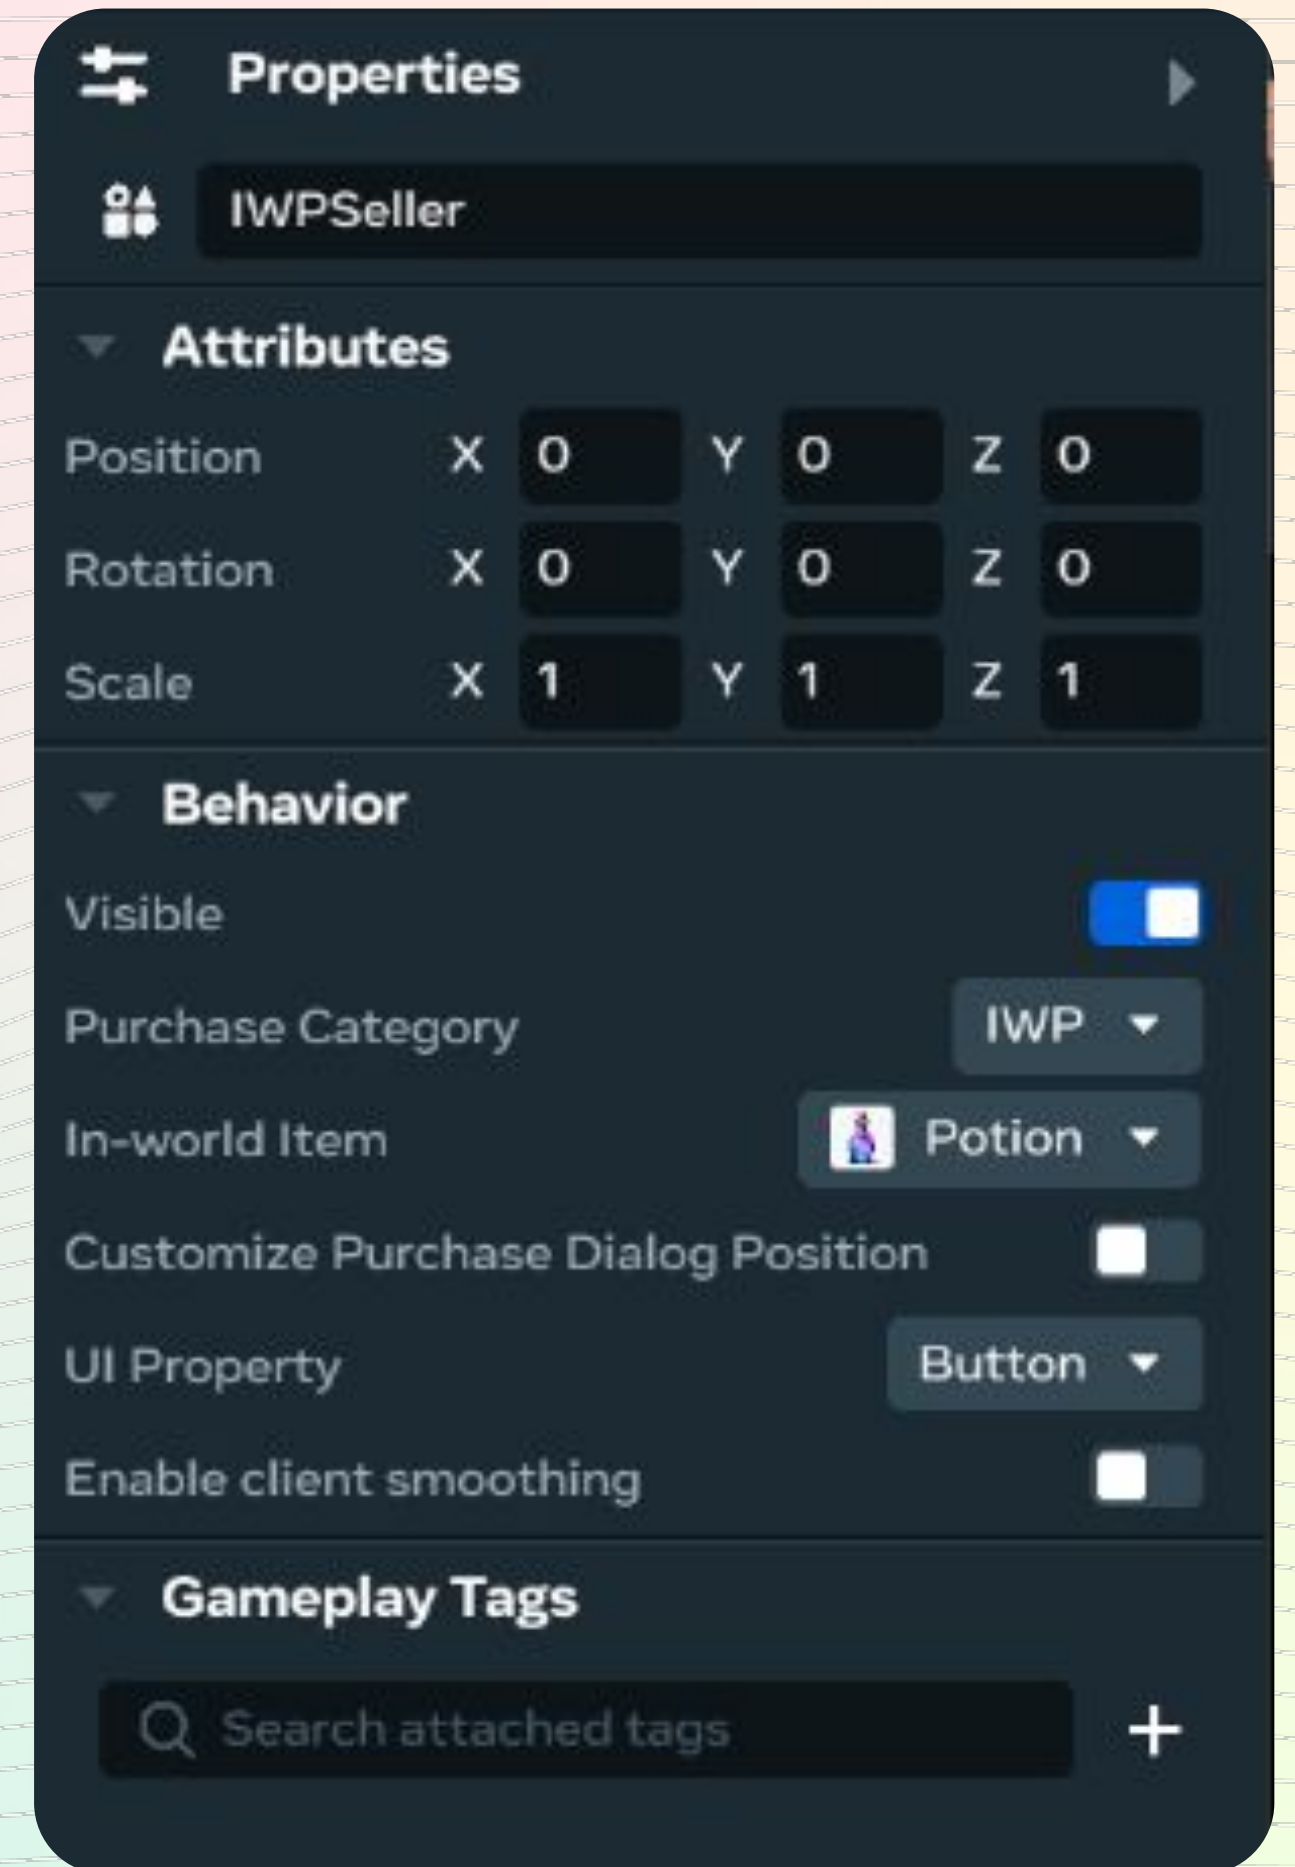 Properties
IWPSeller
Attributes
Position X 0 Y 0 Z 0
Rotation X 0 Y 0 Z 0
Scale X 1 Y 1 Z 1
Behavior
Visible
Purchase Category IWP
In-world Item Potion
Customize Purchase Dialog Position
UI Property Button
Enable client smoothing
Gameplay Tags
Search attached tags +